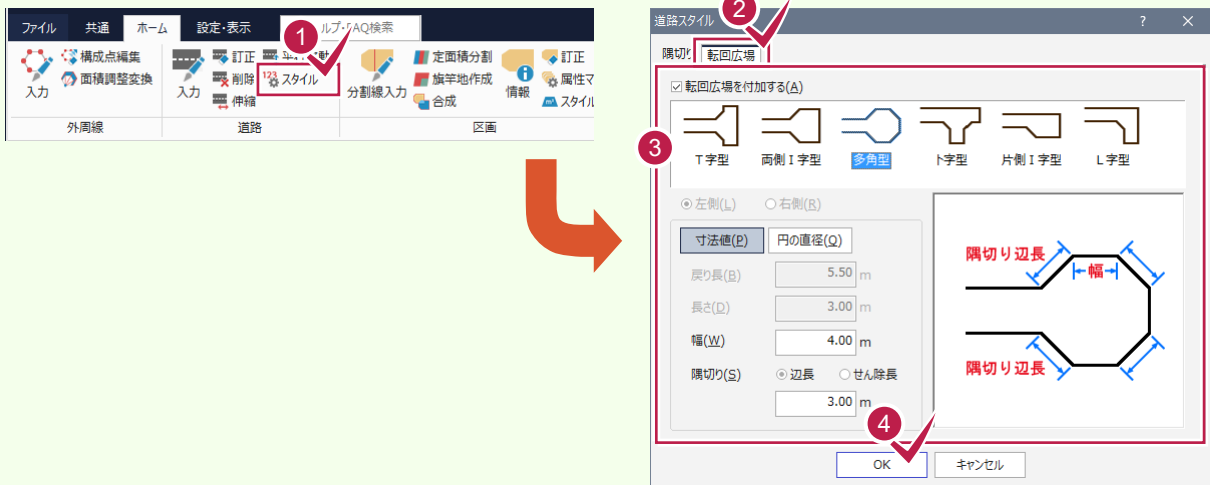 ファイル 共通 ホーム 設定・表示 ルプ・FAQ検索
1
構成点編集
面積調整変換
入力
外周線
入力
訂正
削除
123 スタイル
伸縮
道路
分割線入力
定面積分割
旗竿地作成
合成
情報
訂正
スタイル
区画
道路スタイル ? ×
2
隅切り 転回広場
転回広場を付加する(A)
3
T字型 両側I字型 多角型 ト字型 片側I字型 L字型
左側(L) 右側(R)
寸法値(P) 円の直径(Q)
戻り長(B) 5.50 m
長さ(D) 3.00 m
幅(W) 4.00 m
隅切り(S) 辺長 せん除長
3.00 m
隅切り辺長
幅
隅切り辺長
4
OK キャンセル